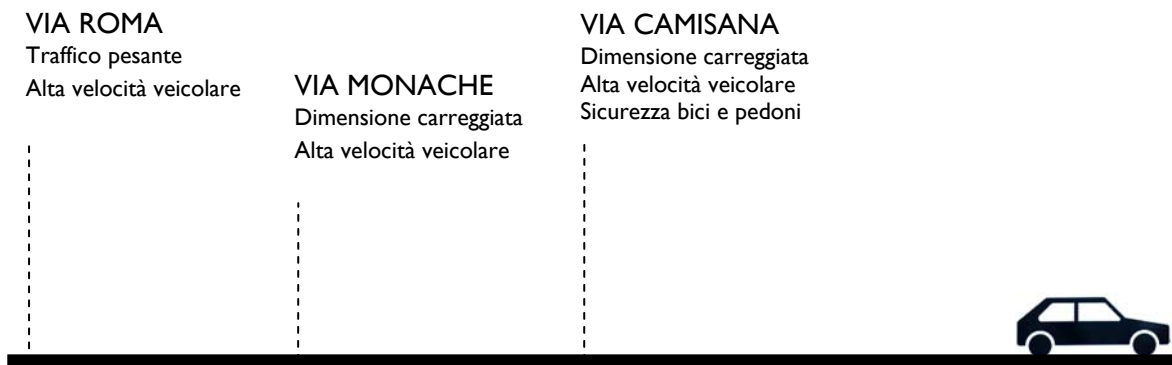 VIA ROMA
Traffico pesante
Alta velocità veicolare
VIA MONACHE
Dimensione carreggiata
Alta velocità veicolare
VIA CAMISANA
Dimensione carreggiata
Alta velocità veicolare
Sicurezza bici e pedoni